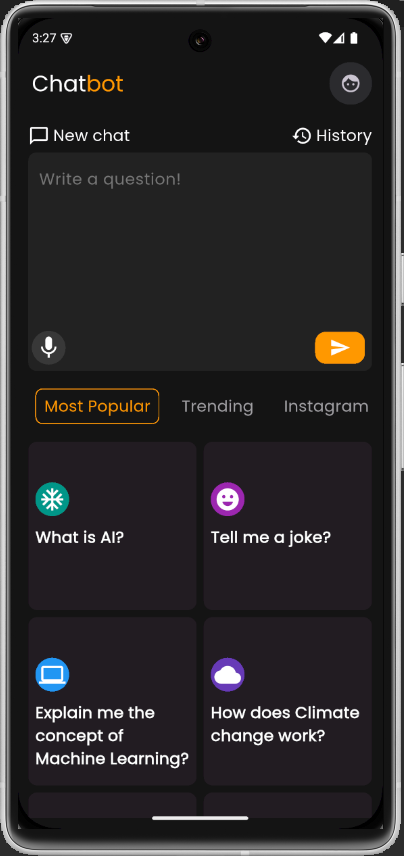 3:27
Chatbot
New chat
History
Write a question!
Most Popular
Trending
Instagram
What is AI?
Tell me a joke?
Explain me the
concept of
Machine Learning?
How does Climate
change work?